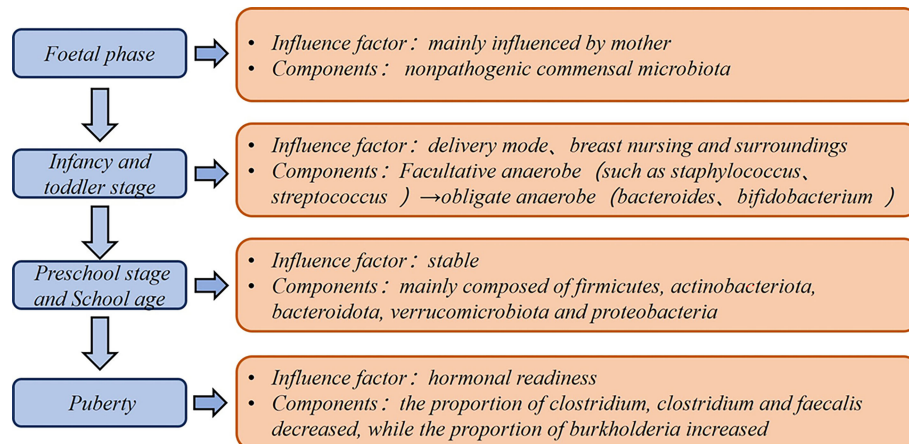 Foetal phase
• Influence factor：mainly influenced by mother
• Components：nonpathogenic commensal microbiota
Infancy and
toddler stage
• Influence factor：delivery mode、breast nursing and surroundings
• Components：Facultative anaerobe（such as staphylococcus、
streptococcus ）→obligate anaerobe（bacteroides、bifidobacterium ）
Preschool stage
and School age
• Influence factor：stable
• Components：mainly composed of firmicutes, actinobacteriota,
bacteroidota, verrucomicrobiota and proteobacteria
Puberty
• Influence factor：hormonal readiness
• Components：the proportion of clostridium, clostridium and faecalis
decreased, while the proportion of burkholderia increased